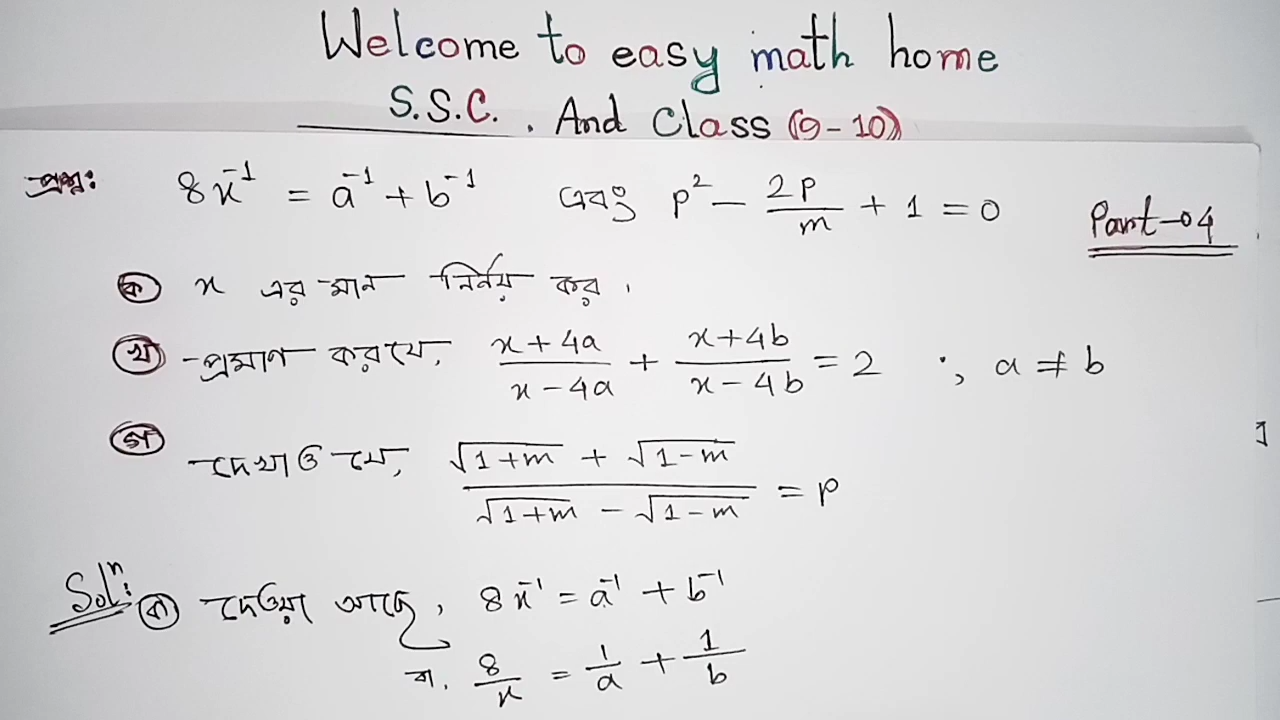 Welcome to easy math home
S.S.C. And Class (9-10)
প্রশ্ন: 8x⁻¹ = a⁻¹ + b⁻¹ এবং p² - 2p/m + 1 = 0
Part-04
ক x এর মান নির্নয় কর।
খ প্রমাণ করযে, (x+4a)/(x-4a) + (x+4b)/(x-4b) = 2 ; a ≠ b
গ দেখাও যে, (√(1+m) + √(1-m))/(√(1+m) - √(1-m)) = p
Solⁿ: ক দেওয়া আছে, 8x⁻¹ = a⁻¹ + b⁻¹
বা, 8/x = 1/a + 1/b